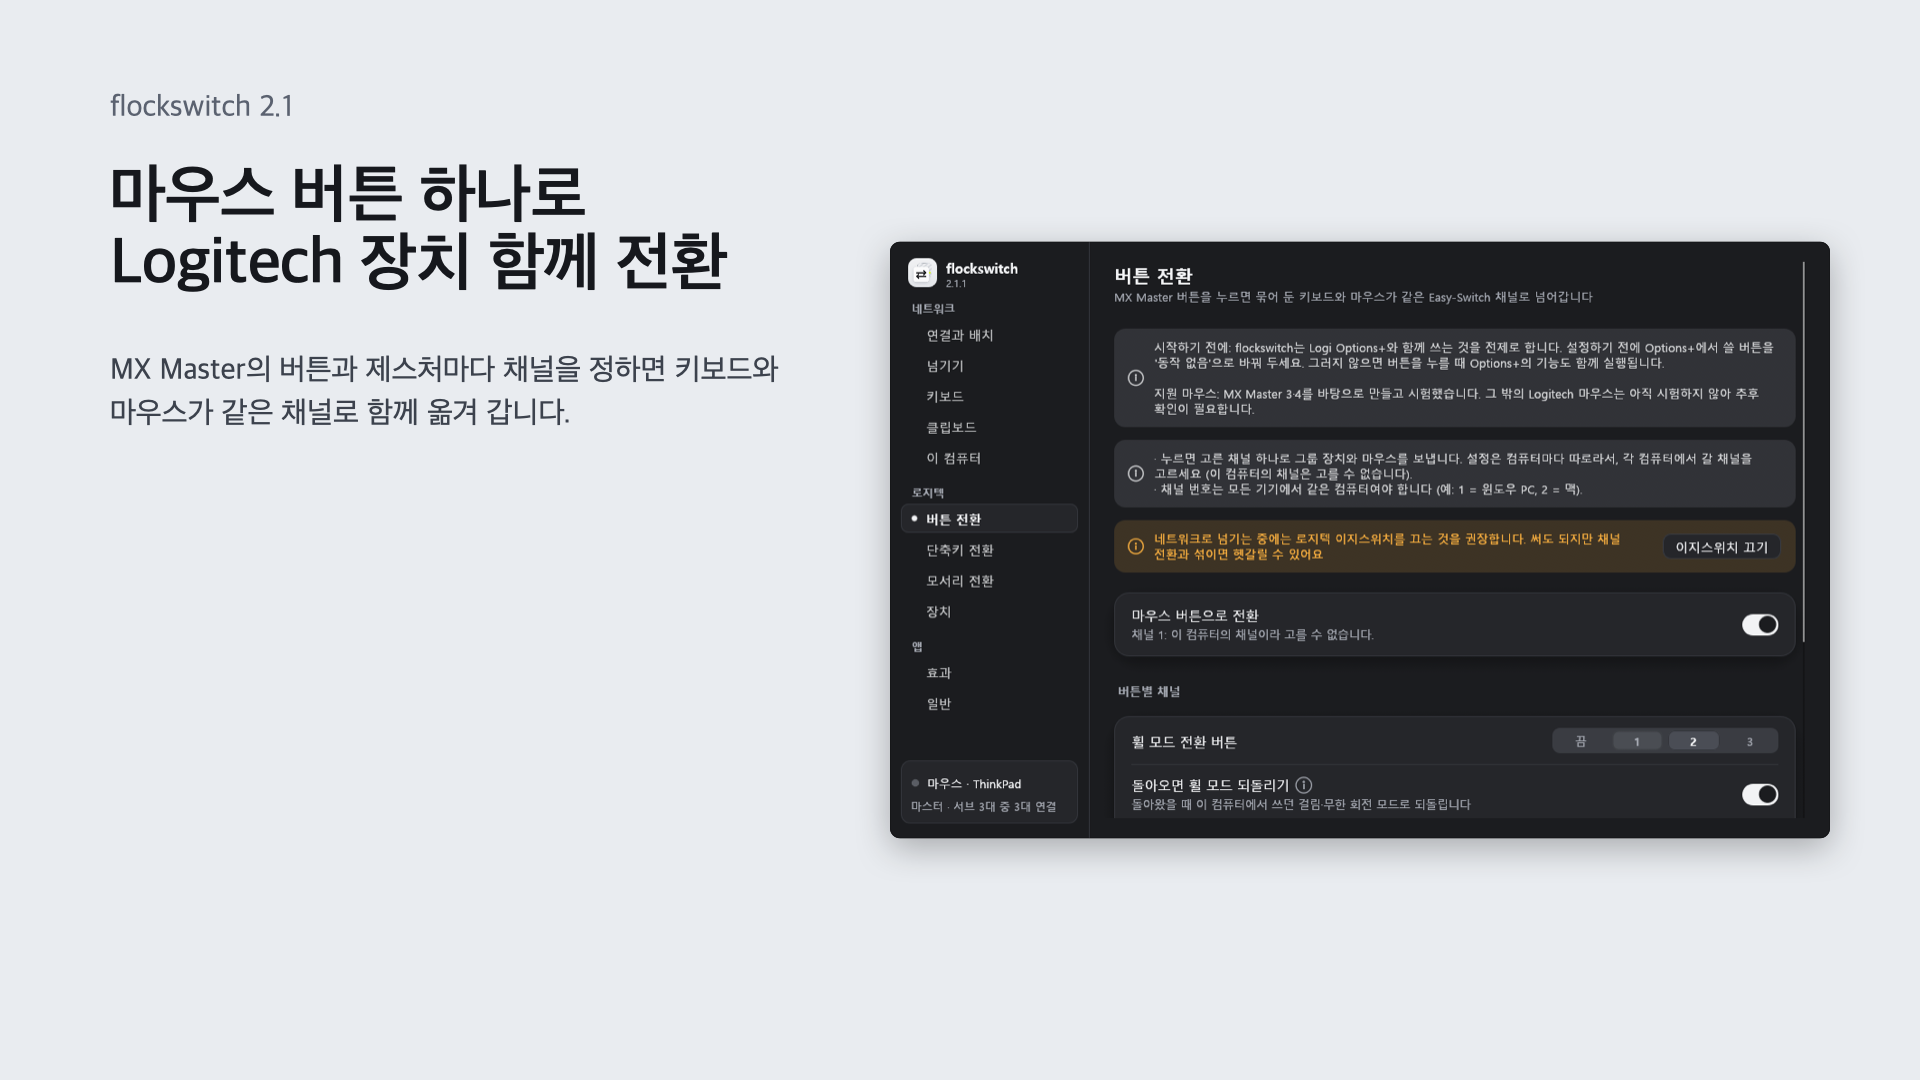 flockswitch 2.1
마우스 버튼 하나로
Logitech 장치 함께 전환
MX Master의 버튼과 제스처마다 채널을 정하면 키보드와
마우스가 같은 채널로 함께 옮겨 갑니다.
flockswitch
2.1.1
네트워크
연결과 배치
넘기기
키보드
클립보드
이 컴퓨터
로지텍
버튼 전환
단축키 전환
모서리 전환
장치
앱
효과
일반
마우스 · ThinkPad
마스터 · 서브 3대 중 3대 연결
버튼 전환
MX Master 버튼을 누르면 묶어 둔 키보드와 마우스가 같은 Easy-Switch 채널로 넘어갑니다
시작하기 전에: flockswitch는 Logi Options+와 함께 쓰는 것을 전제로 합니다. 설정하기 전에 Options+에서 쓸 버튼을
'동작 없음'으로 바꿔 두세요. 그러지 않으면 버튼을 누를 때 Options+의 기능도 함께 실행됩니다.
지원 마우스: MX Master 3·4를 바탕으로 만들고 시험했습니다. 그 밖의 Logitech 마우스는 아직 시험하지 않아 추후
확인이 필요합니다.
· 누르면 고른 채널 하나로 그룹 장치와 마우스를 보냅니다. 설정은 컴퓨터마다 따로라서, 각 컴퓨터에서 갈 채널을
고르세요 (이 컴퓨터의 채널은 고를 수 없습니다).
· 채널 번호는 모든 기기에서 같은 컴퓨터여야 합니다 (예: 1 = 윈도우 PC, 2 = 맥).
네트워크로 넘기는 중에는 로지텍 이지스위치를 끄는 것을 권장합니다. 써도 되지만 채널
전환과 섞이면 헷갈릴 수 있어요
이지스위치 끄기
마우스 버튼으로 전환
채널 1: 이 컴퓨터의 채널이라 고를 수 없습니다.
버튼별 채널
휠 모드 전환 버튼
끔 1 2 3
돌아오면 휠 모드 되돌리기
돌아왔을 때 이 컴퓨터에서 쓰던 걸림·무한 회전 모드로 되돌립니다